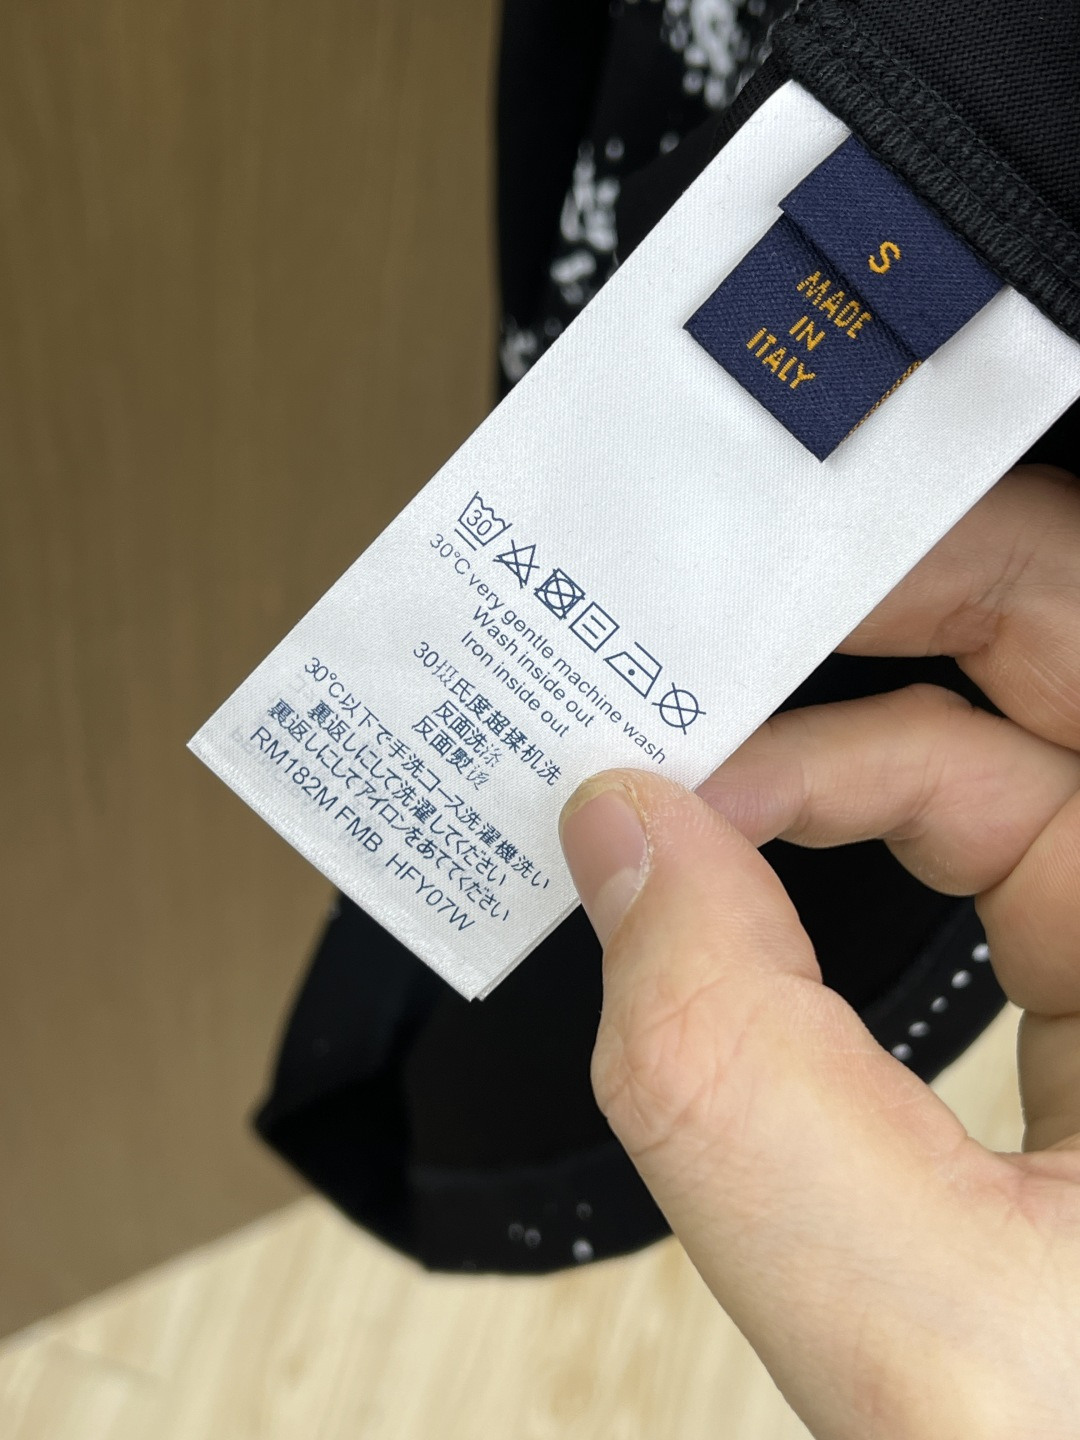 S
MADE
IN
ITALY
30
30°C very gentle machine wash
Wash inside out
Iron inside out
30摄氏度超揉机洗
反面洗涤
反面熨烫
30℃以下で手洗コース洗濯機洗い
裏返しにして洗濯してください
裏返しにしてアイロンをあててください
RM182M FMB HFY07W